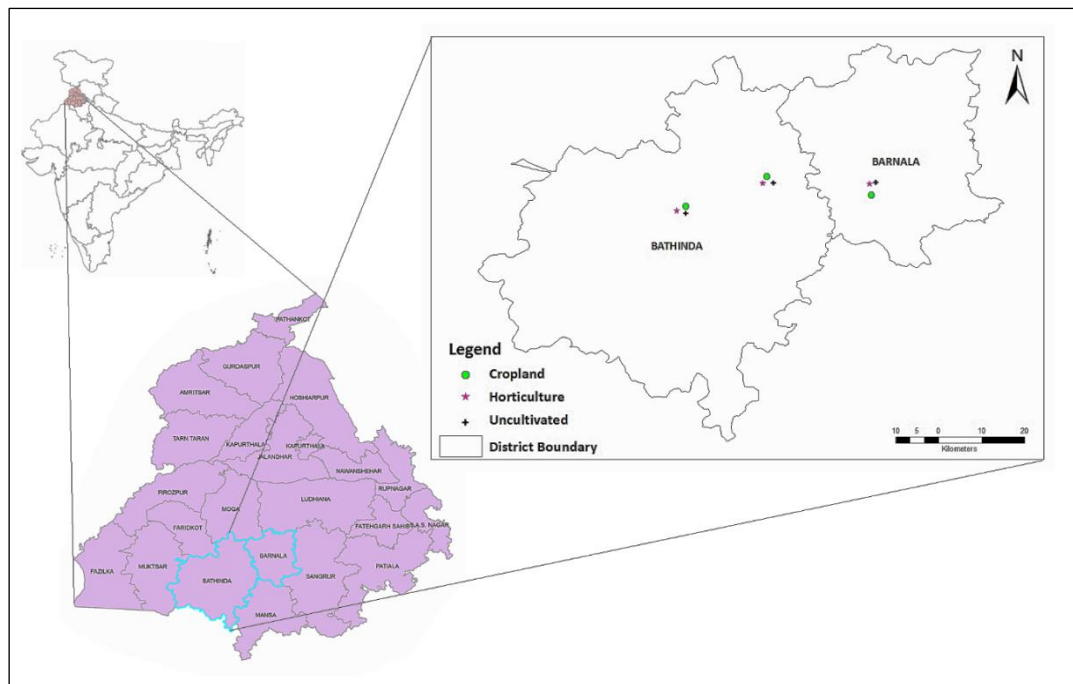 N
BARNALA
BATHINDA
Legend
Cropland
Horticulture
Uncultivated
District Boundary
10 5 0 10 20
Kilometers
PATHANKOT
GURDASPUR
AMRITSAR
HOSHIARPUR
TARN TARAN
KAPURTHALA
KAPURTHALA
JALANDHAR
NAWANSHEHAR
RUPNAGAR
FIROZPUR
MOGA
LUDHIANA
FARIDKOT
FATEHGARH SAHIB
S.A.S. NAGAR
FAZILKA
MUKTSAR
BARNALA
BATHINDA
SANGRUR
PATIALA
MANSA